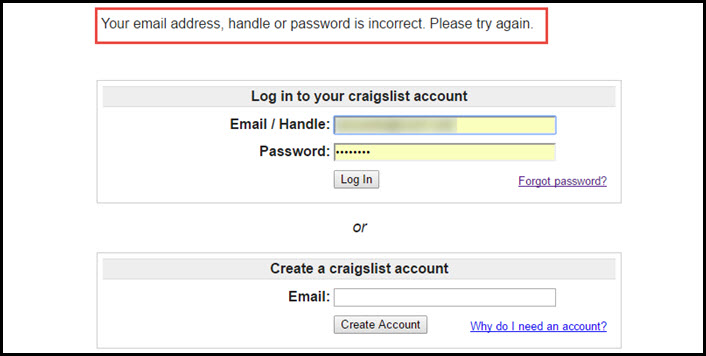 Your email address, handle or password is incorrect. Please try again.
Log in to your craigslist account
Email / Handle:
Password: ••••••••
Log In
Forgot password?
or
Create a craigslist account
Email:
Create Account
Why do I need an account?